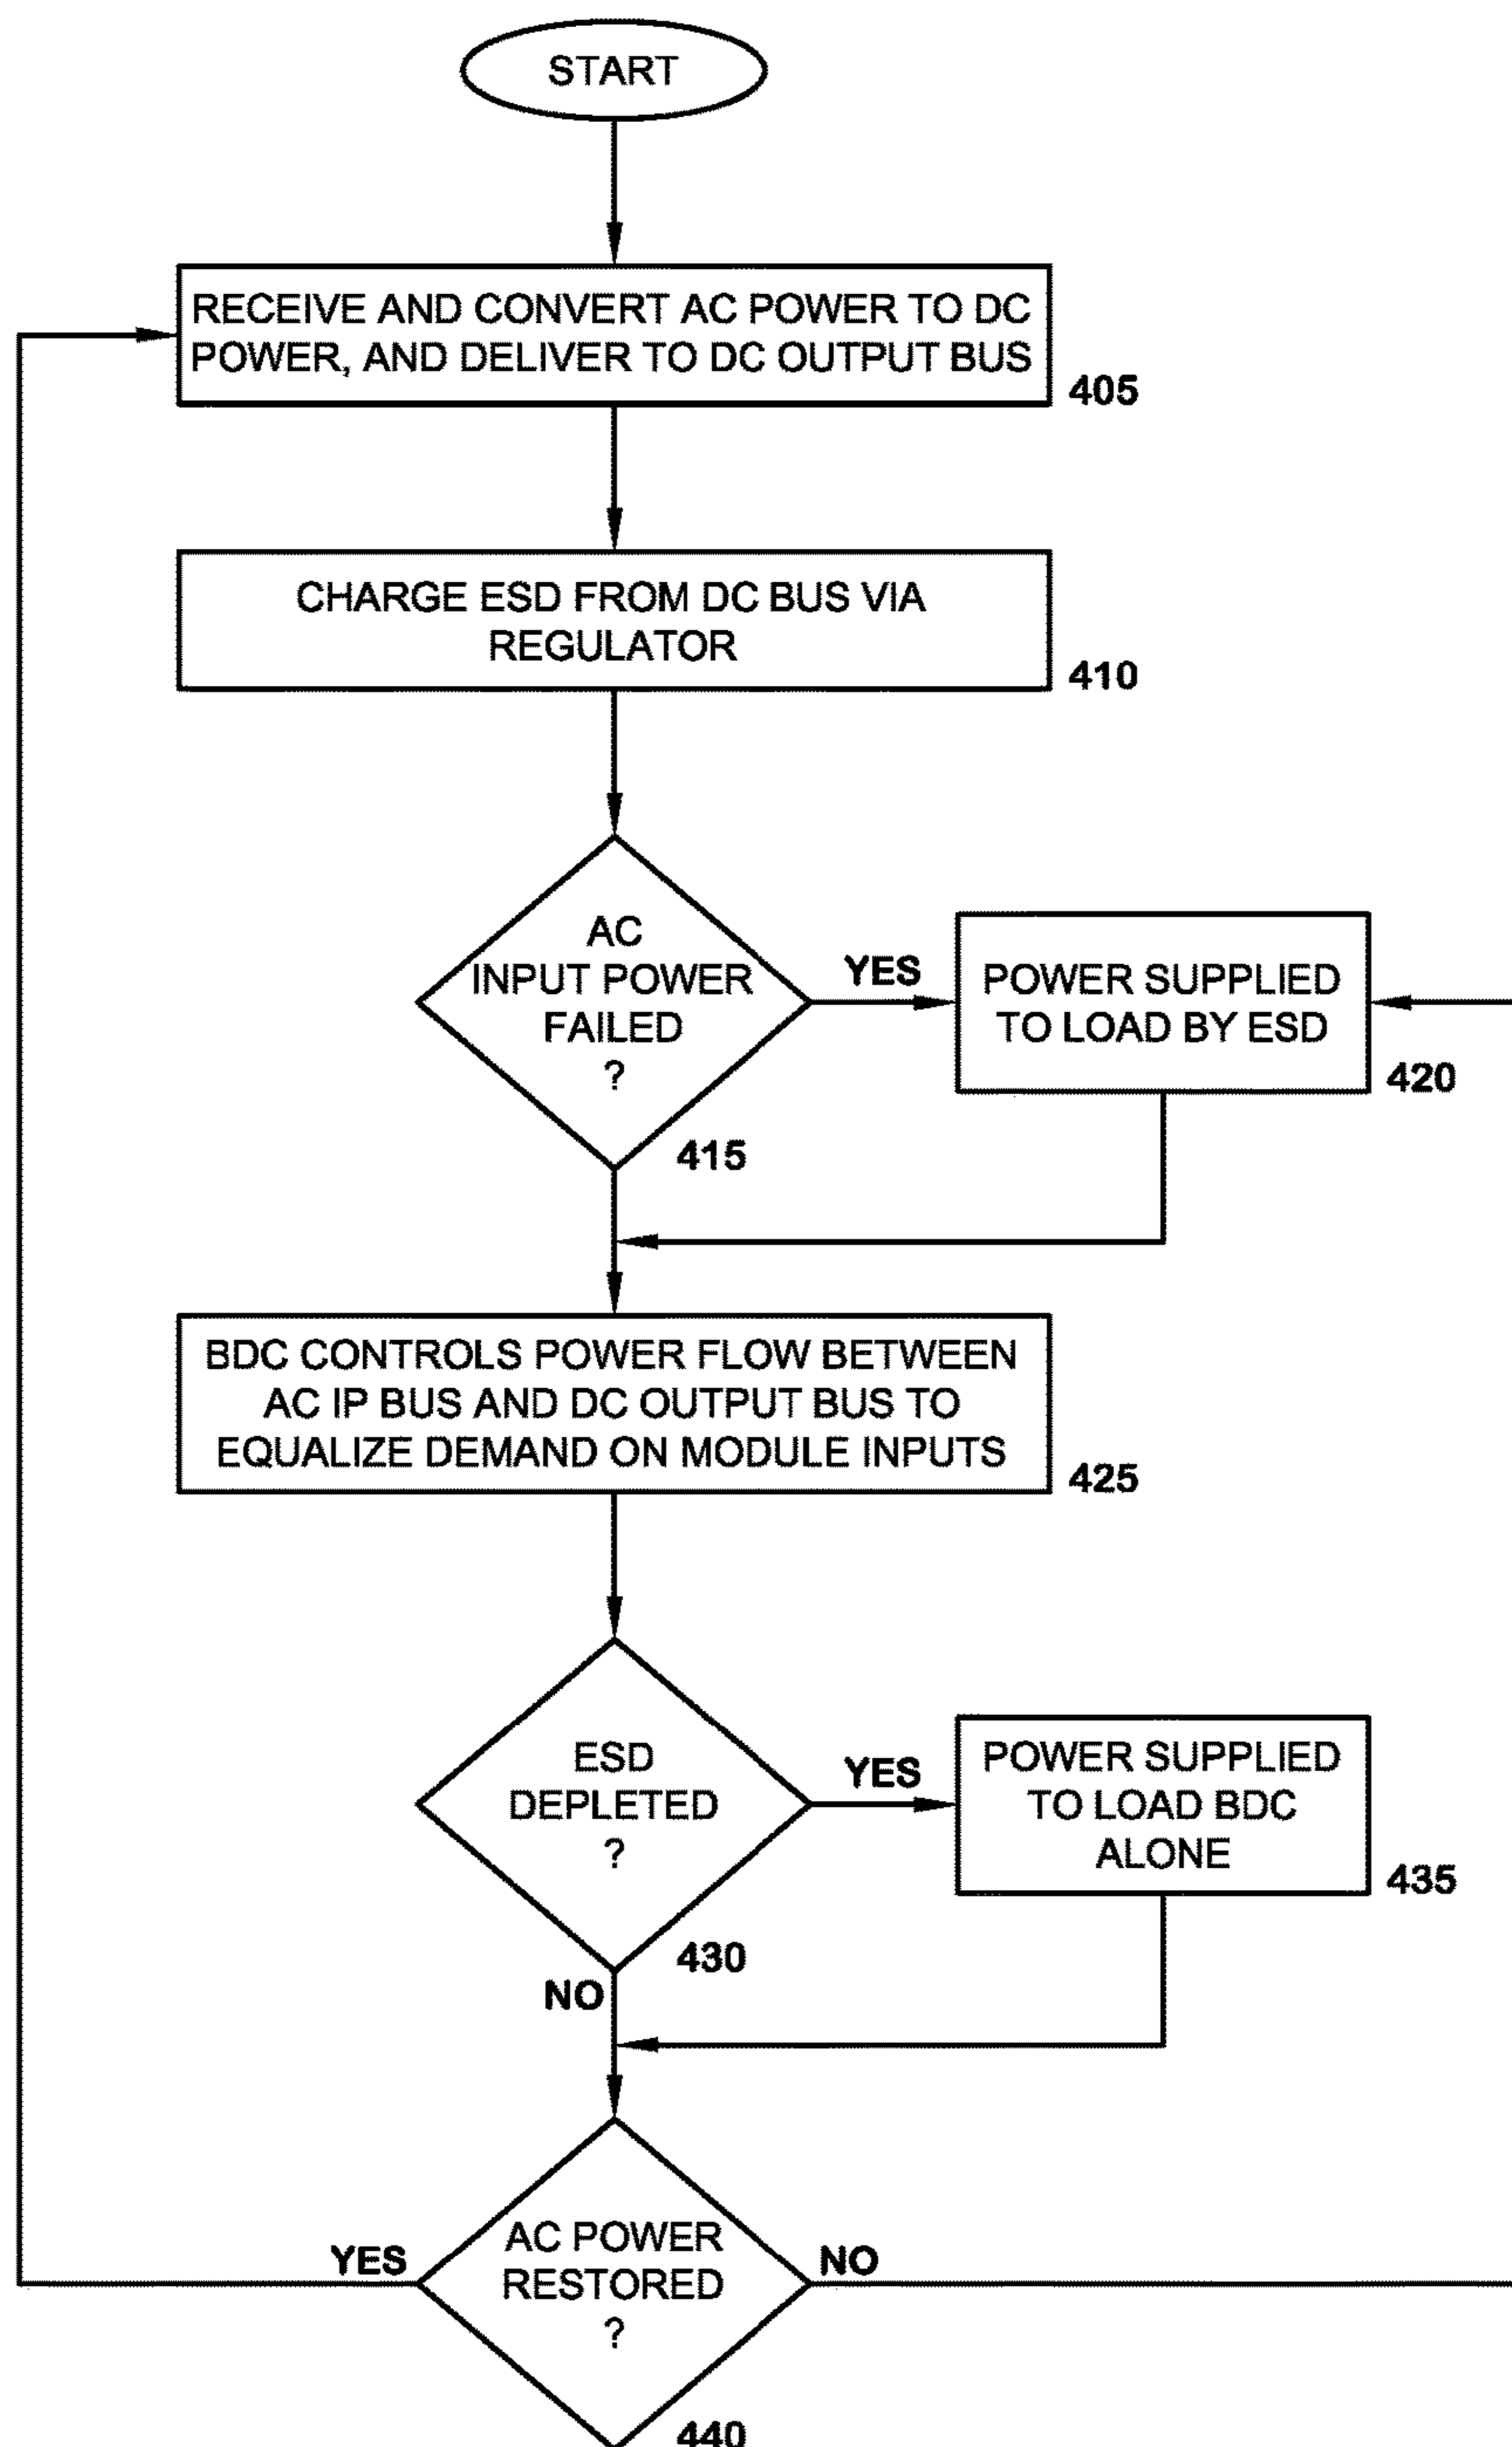 START
RECEIVE AND CONVERT AC POWER TO DC
POWER, AND DELIVER TO DC OUTPUT BUS
405
CHARGE ESD FROM DC BUS VIA
REGULATOR
410
AC
INPUT POWER
FAILED
?
415
YES
POWER SUPPLIED
TO LOAD BY ESD
420
BDC CONTROLS POWER FLOW BETWEEN
AC IP BUS AND DC OUTPUT BUS TO
EQUALIZE DEMAND ON MODULE INPUTS
425
ESD
DEPLETED
?
430
YES
POWER SUPPLIED
TO LOAD BDC
ALONE
435
NO
AC POWER
RESTORED
?
440
YES
NO